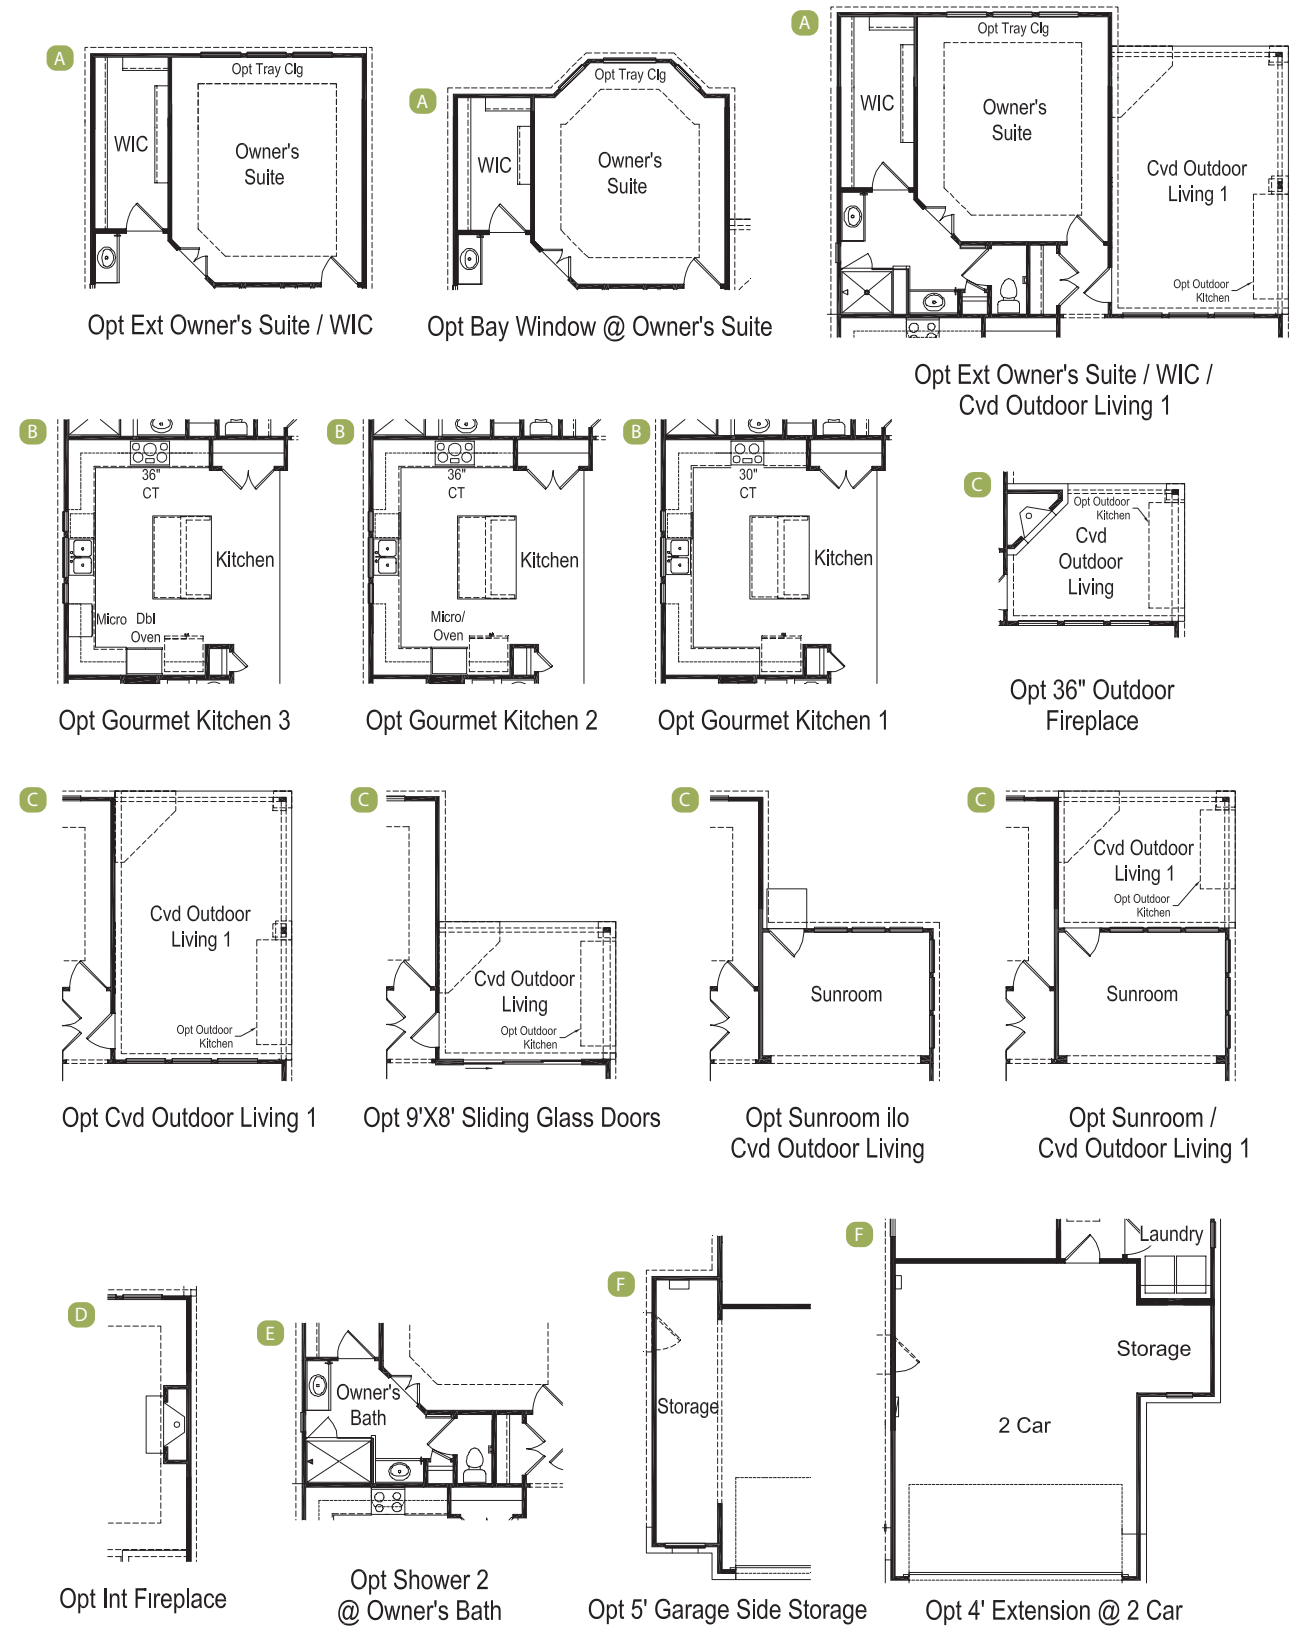 A
Opt Tray Clg
WIC
Owner's
Suite
Opt Ext Owner's Suite / WIC
A
Opt Tray Clg
WIC
Owner's
Suite
Opt Bay Window @ Owner's Suite
A
Opt Tray Clg
WIC
Owner's
Suite
Cvd Outdoor
Living 1
Opt Outdoor
Kitchen
Opt Ext Owner's Suite / WIC /
Cvd Outdoor Living 1
B
36"
CT
Kitchen
Micro Dbl
Oven
Opt Gourmet Kitchen 3
B
36"
CT
Kitchen
Micro/
Oven
Opt Gourmet Kitchen 2
B
30"
CT
Kitchen
Opt Gourmet Kitchen 1
C
Opt Outdoor
Kitchen
Cvd
Outdoor
Living
Opt 36" Outdoor
Fireplace
C
Cvd Outdoor
Living 1
Opt Outdoor
Kitchen
Opt Cvd Outdoor Living 1
C
Cvd Outdoor
Living
Opt Outdoor
Kitchen
Opt 9'X8' Sliding Glass Doors
C
Sunroom
Opt Sunroom ilo
Cvd Outdoor Living
C
Cvd Outdoor
Living 1
Opt Outdoor
Kitchen
Sunroom
Opt Sunroom /
Cvd Outdoor Living 1
D
Opt Int Fireplace
E
Owner's
Bath
Opt Shower 2
@ Owner's Bath
F
Storage
Opt 5' Garage Side Storage
F
Laundry
Storage
2 Car
Opt 4' Extension @ 2 Car